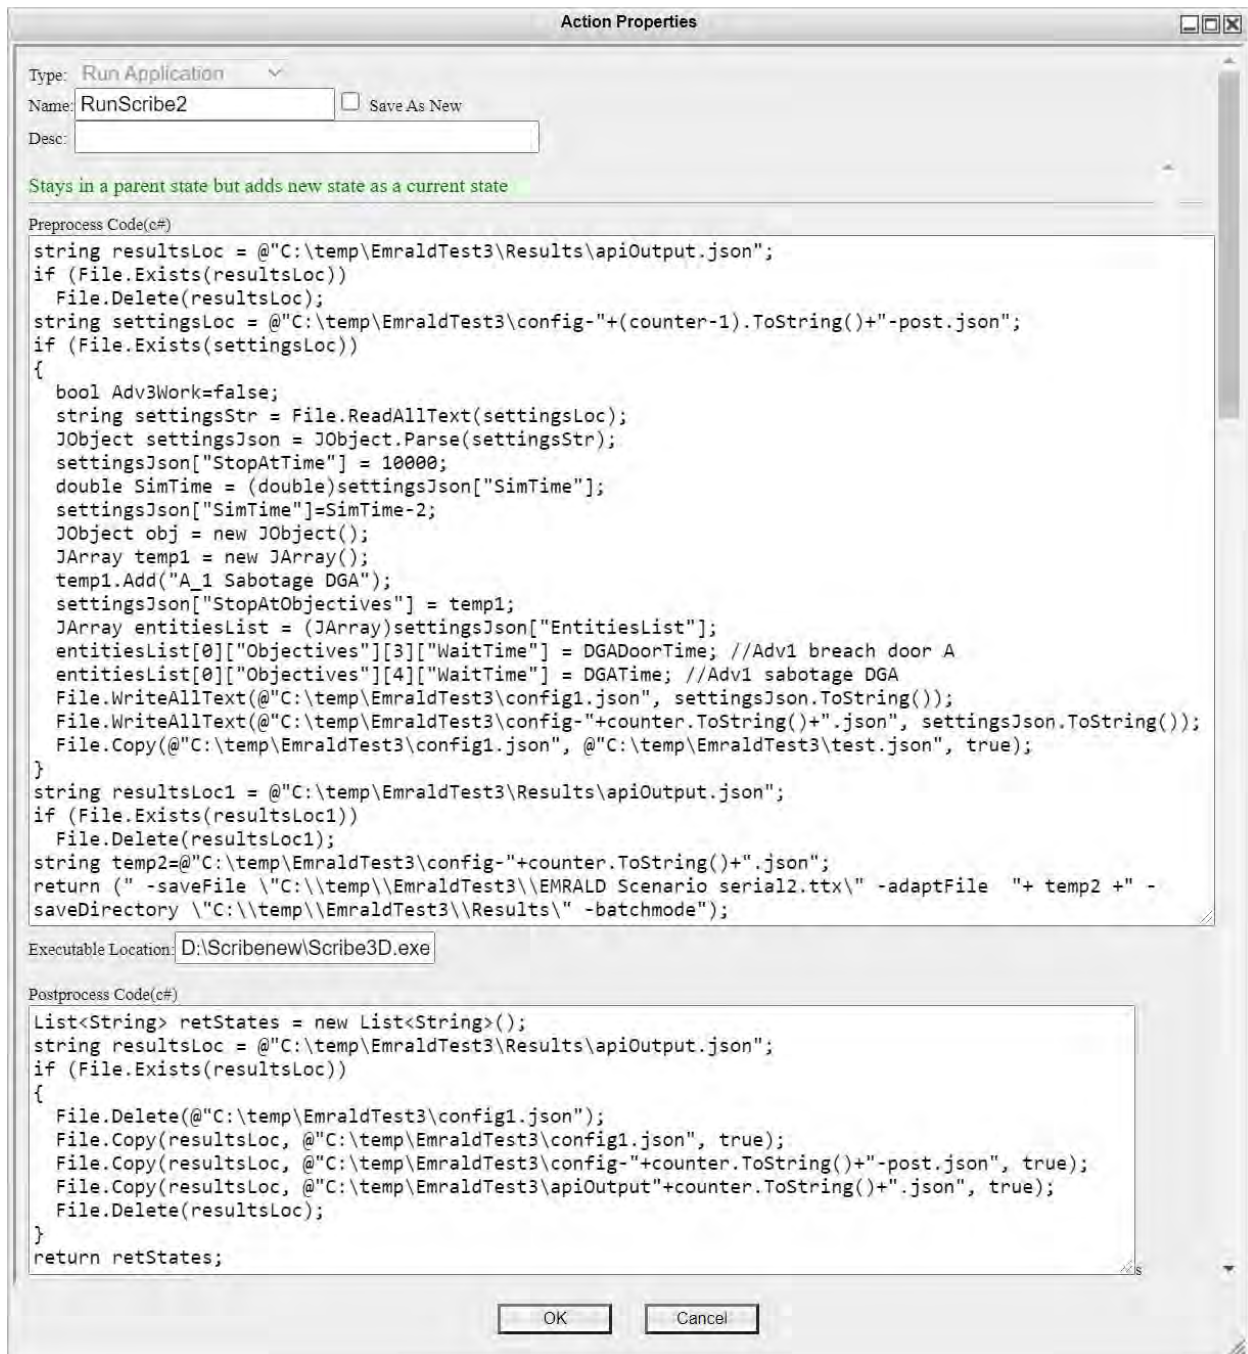 Action Properties
Type: Run Application
Name: RunScribe2 Save As New
Desc:
Stays in a parent state but adds new state as a current state
Preprocess Code(c#)
string resultsLoc = @"C:\temp\EmraldTest3\Results\apiOutput.json";
if (File.Exists(resultsLoc))
  File.Delete(resultsLoc);
string settingsLoc = @"C:\temp\EmraldTest3\config-"+(counter-1).ToString()+"-post.json";
if (File.Exists(settingsLoc))
{
  bool Adv3Work=false;
  string settingsStr = File.ReadAllText(settingsLoc);
  JObject settingsJson = JObject.Parse(settingsStr);
  settingsJson["StopAtTime"] = 10000;
  double SimTime = (double)settingsJson["SimTime"];
  settingsJson["SimTime"]=SimTime-2;
  JObject obj = new JObject();
  JArray temp1 = new JArray();
  temp1.Add("A_1 Sabotage DGA");
  settingsJson["StopAtObjectives"] = temp1;
  JArray entitiesList = (JArray)settingsJson["EntitiesList"];
  entitiesList[0]["Objectives"][3]["WaitTime"] = DGADoorTime; //Adv1 breach door A
  entitiesList[0]["Objectives"][4]["WaitTime"] = DGATime; //Adv1 sabotage DGA
  File.WriteAllText(@"C:\temp\EmraldTest3\config1.json", settingsJson.ToString());
  File.WriteAllText(@"C:\temp\EmraldTest3\config-"+counter.ToString()+".json", settingsJson.ToString());
  File.Copy(@"C:\temp\EmraldTest3\config1.json", @"C:\temp\EmraldTest3\test.json", true);
}
string resultsLoc1 = @"C:\temp\EmraldTest3\Results\apiOutput.json";
if (File.Exists(resultsLoc1))
  File.Delete(resultsLoc1);
string temp2=@"C:\temp\EmraldTest3\config-"+counter.ToString()+".json";
return (" -saveFile \"C:\\temp\\EmraldTest3\\EMRALD Scenario serial2.ttx\" -adaptFile  "+ temp2 +" -
saveDirectory \"C:\\temp\\EmraldTest3\\Results\" -batchmode");
Executable Location: D:\Scribenew\Scribe3D.exe
Postprocess Code(c#)
List<String> retStates = new List<String>();
string resultsLoc = @"C:\temp\EmraldTest3\Results\apiOutput.json";
if (File.Exists(resultsLoc))
{
  File.Delete(@"C:\temp\EmraldTest3\config1.json");
  File.Copy(resultsLoc, @"C:\temp\EmraldTest3\config1.json", true);
  File.Copy(resultsLoc, @"C:\temp\EmraldTest3\config-"+counter.ToString()+"-post.json", true);
  File.Copy(resultsLoc, @"C:\temp\EmraldTest3\apiOutput"+counter.ToString()+".json", true);
  File.Delete(resultsLoc);
}
return retStates;
s
OK Cancel